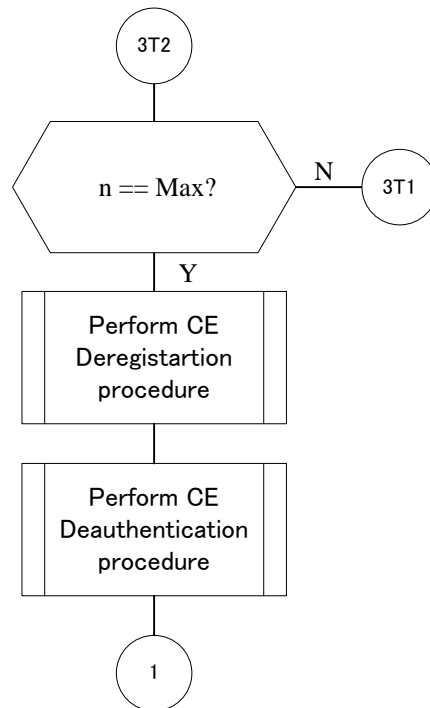 3T2
n == Max?
N
3T1
Y
Perform CE
Deregistartion
procedure
Perform CE
Deauthentication
procedure
1